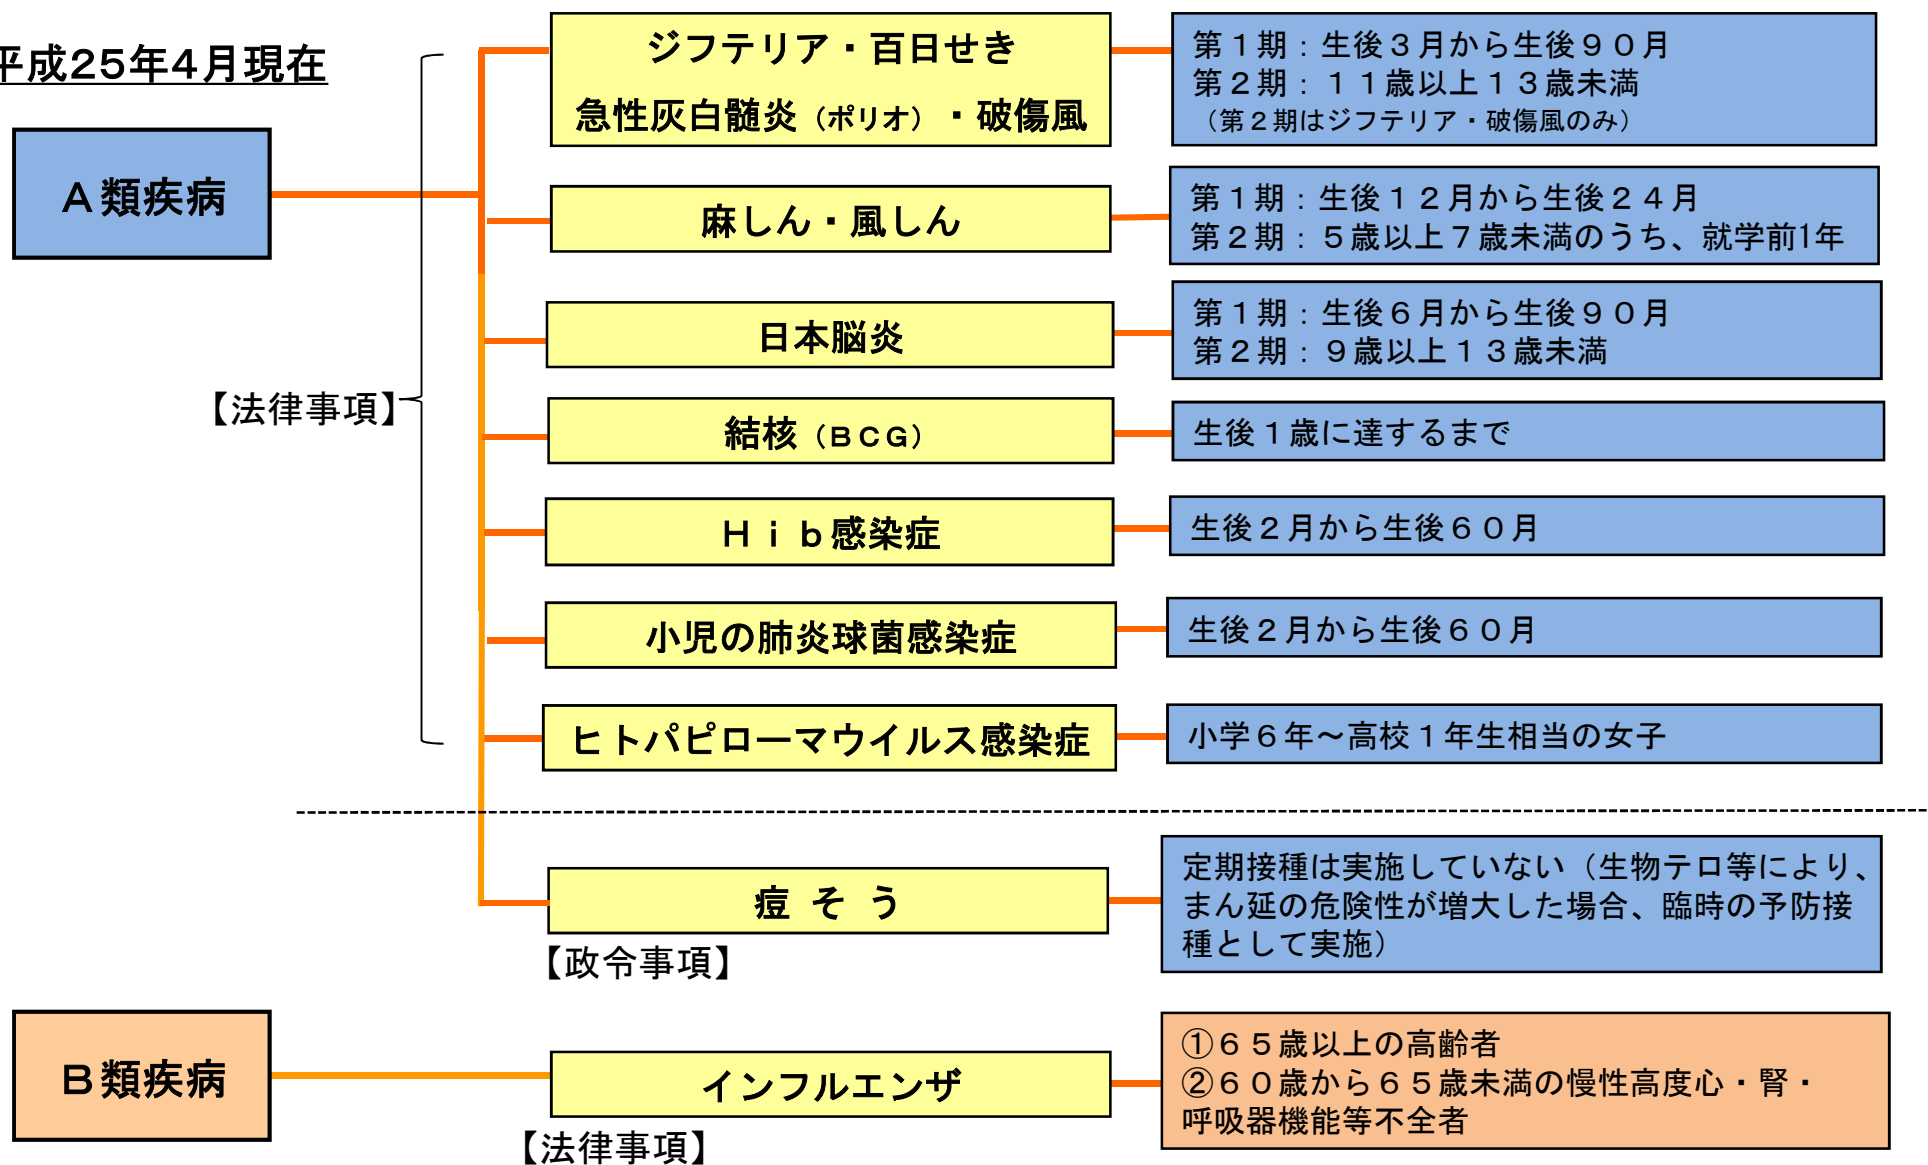 平成25年4月現在
A類疾病
【法律事項】
ジフテリア・百日せき
急性灰白髄炎（ポリオ）・破傷風
第１期：生後３月から生後９０月
第２期：１１歳以上１３歳未満
（第２期はジフテリア・破傷風のみ）
麻しん・風しん
第１期：生後１２月から生後２４月
第２期：５歳以上７歳未満のうち、就学前1年
日本脳炎
第１期：生後６月から生後９０月
第２期：９歳以上１３歳未満
結核（ＢＣＧ）
生後１歳に達するまで
Ｈｉｂ感染症
生後２月から生後６０月
小児の肺炎球菌感染症
生後２月から生後６０月
ヒトパピローマウイルス感染症
小学６年～高校１年生相当の女子
痘そう
【政令事項】
定期接種は実施していない（生物テロ等により、
まん延の危険性が増大した場合、臨時の予防接
種として実施）
B類疾病
インフルエンザ
【法律事項】
①６５歳以上の高齢者
②６０歳から６５歳未満の慢性高度心・腎・
呼吸器機能等不全者